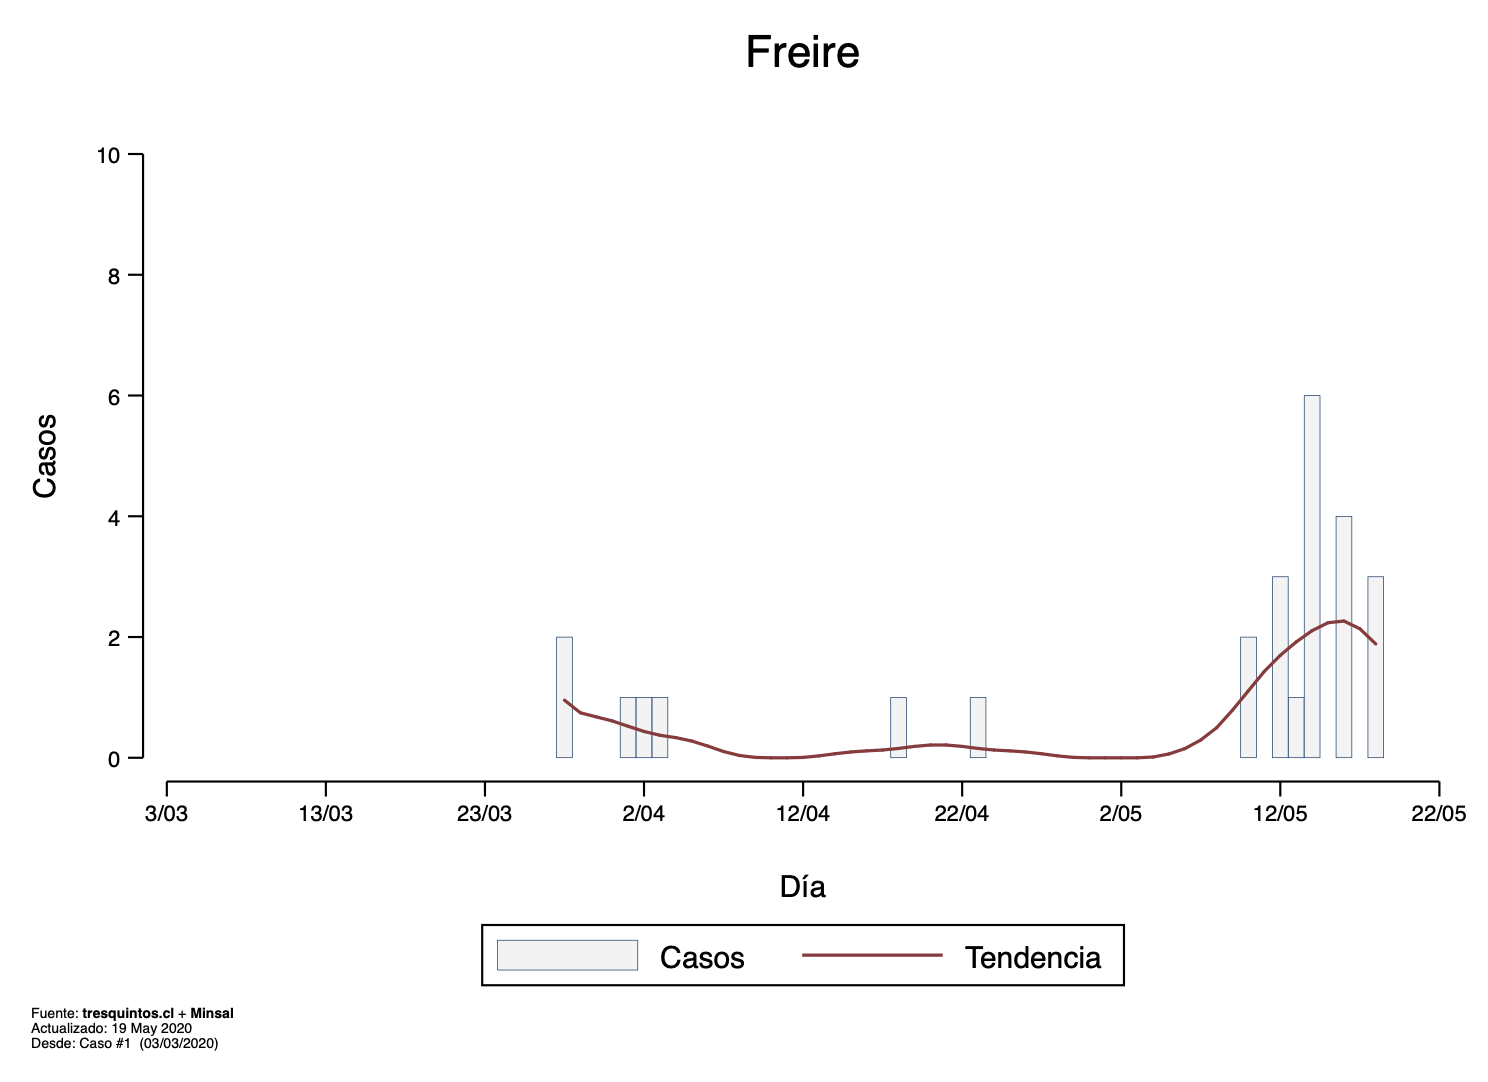 Freire
10
8
6
4
2
0
Casos
3/03 13/03 23/03 2/04 12/04 22/04 2/05 12/05 22/05
Día
Casos Tendencia
Fuente: tresquintos.cl + Minsal
Actualizado: 19 May 2020
Desde: Caso #1 (03/03/2020)